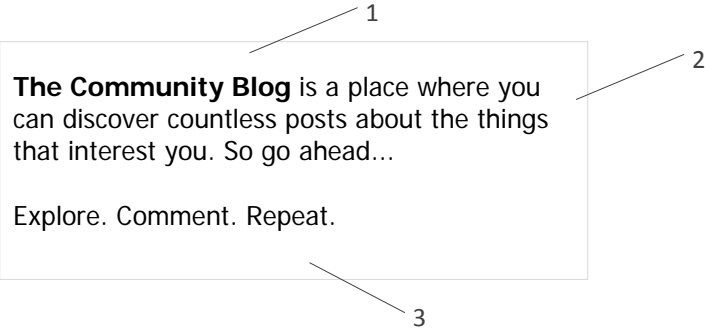 1
2
The Community Blog is a place where you
can discover countless posts about the things
that interest you. So go ahead...
Explore. Comment. Repeat.
3